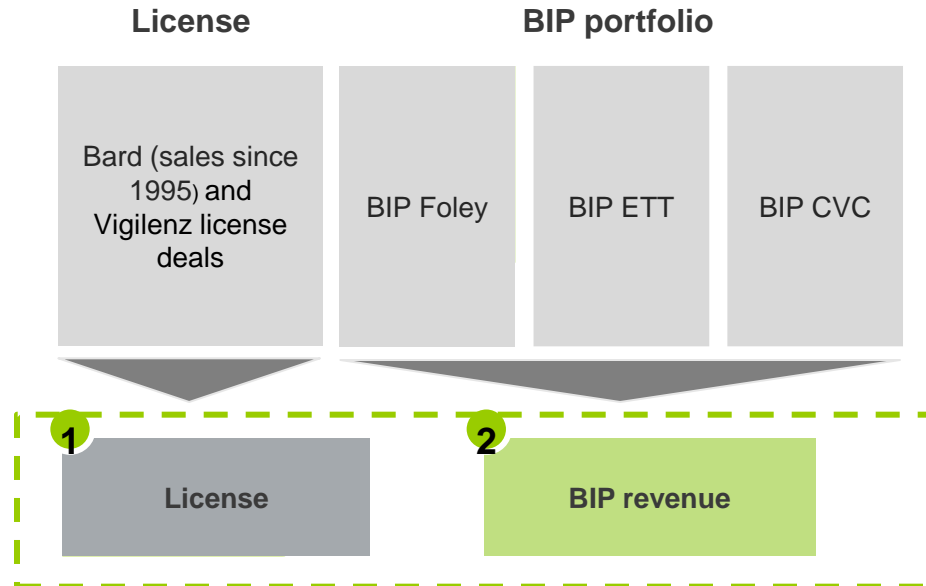 License
BIP portfolio
Bard (sales since
1995) and
Vigilenz license
deals
BIP Foley
BIP ETT
BIP CVC
1
2
License
BIP revenue